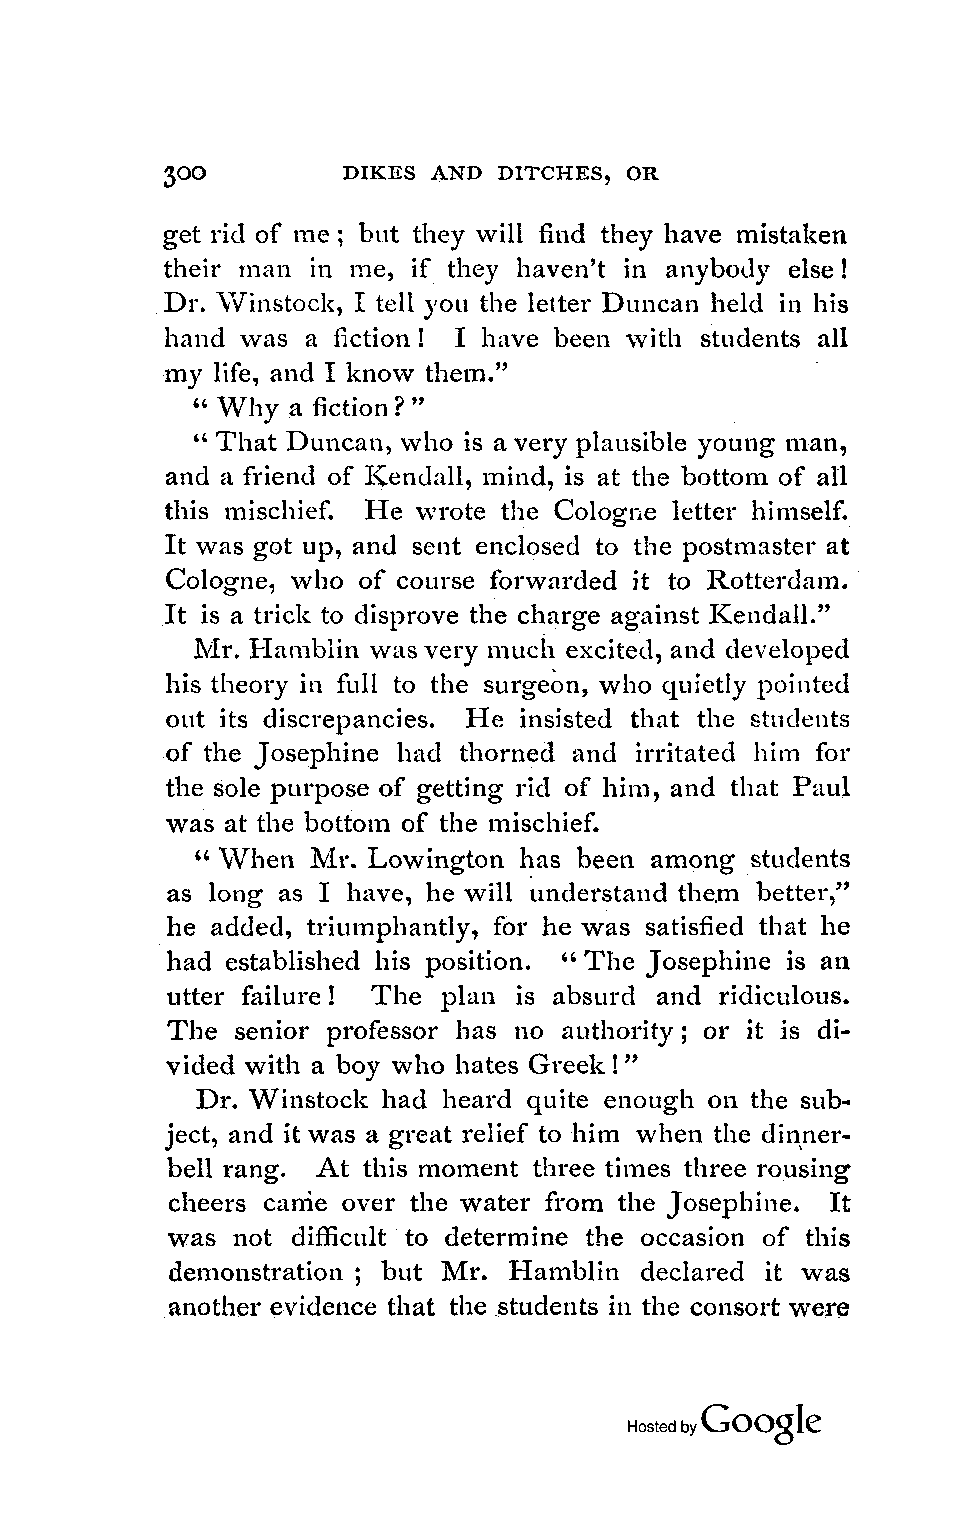 300 DIKES AND DITCHES, OR
get rid of me; but they will find they have mistaken
their man in me, if they haven't in anybody else!
Dr. Winstock, I tell you the letter Duncan held in his
hand was a fiction! I have been with students all
my life, and I know them."
"Why a fiction?"
"That Duncan, who is a very plausible young man,
and a friend of Kendall, mind, is at the bottom of all
this mischief. He wrote the Cologne letter himself.
It was got up, and sent enclosed to the postmaster at
Cologne, who of course forwarded it to Rotterdam.
It is a trick to disprove the charge against Kendall."
Mr. Hamblin was very much excited, and developed
his theory in full to the surgeon, who quietly pointed
out its discrepancies. He insisted that the students
of the Josephine had thorned and irritated him for
the sole purpose of getting rid of him, and that Paul
was at the bottom of the mischief.
"When Mr. Lowington has been among students
as long as I have, he will understand them better,"
he added, triumphantly, for he was satisfied that he
had established his position. "The Josephine is an
utter failure! The plan is absurd and ridiculous.
The senior professor has no authority; or it is di-
vided with a boy who hates Greek!"
Dr. Winstock had heard quite enough on the sub-
ject, and it was a great relief to him when the dinner-
bell rang. At this moment three times three rousing
cheers came over the water from the Josephine. It
was not difficult to determine the occasion of this
demonstration; but Mr. Hamblin declared it was
another evidence that the students in the consort were
Hosted by Google